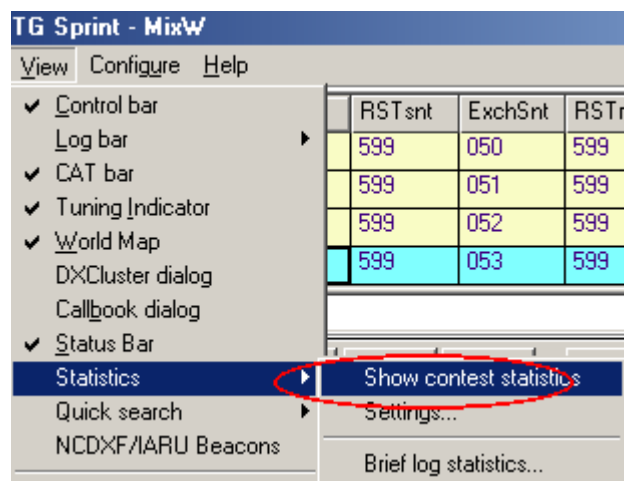 TG Sprint - MixW
View Configure Help
Control bar
Log bar
CAT bar
Tuning Indicator
World Map
DXCluster dialog
Callbook dialog
Status Bar
Statistics
Quick search
NCDXF/IARU Beacons
RSTsnt ExchSnt
599 050 599
599 051 599
599 052 599
599 053 599
Show contest statistics
Settings...
Brief log statistics...